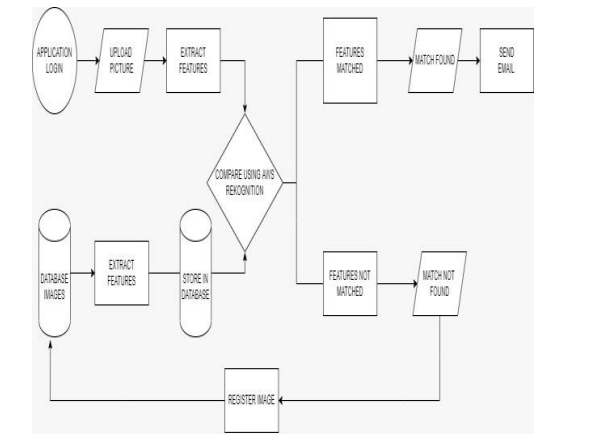 APPLICATION
LOGIN
UPLOAD
PICTURE
EXTRACT
FEATURES
FEATURES
MATCHED
MATCH FOUND
SEND
EMAIL
COMPARE USING AWS
REKOGNITION
DATABASE
IMAGES
EXTRACT
FEATURES
STORE IN
DATABASE
FEATURES NOT
MATCHED
MATCH NOT
FOUND
REGISTER IMAGE